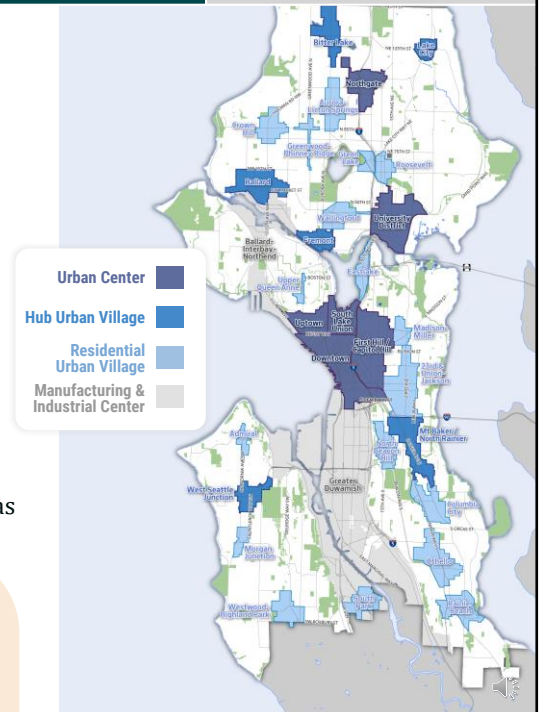 Urban Center
Hub Urban Village
Residential
Urban Village
Manufacturing &
Industrial Center
as
Bitter Lake
Lake
City
Northgate
Crown
Hill
Greenwood-
Phinney Ridge
Green
Lake
Roosevelt
Ballard
Wallingford
University
District
Fremont
Ballard-
Interbay-
Northend
Eastlake
Upper
Queen Anne
Uptown
South
Lake
Union
Madison-
Miller
First Hill/
Capitol Hill
Downtown
23rd &
Union-
Jackson
Mt Baker /
North Rainier
North
Beacon
Hill
Admiral
West Seattle
Junction
Greater
Duwamish
Columbia
City
Morgan
Junction
Othello
Westwood-
Highland Park
South
Park
Rainier
Beach